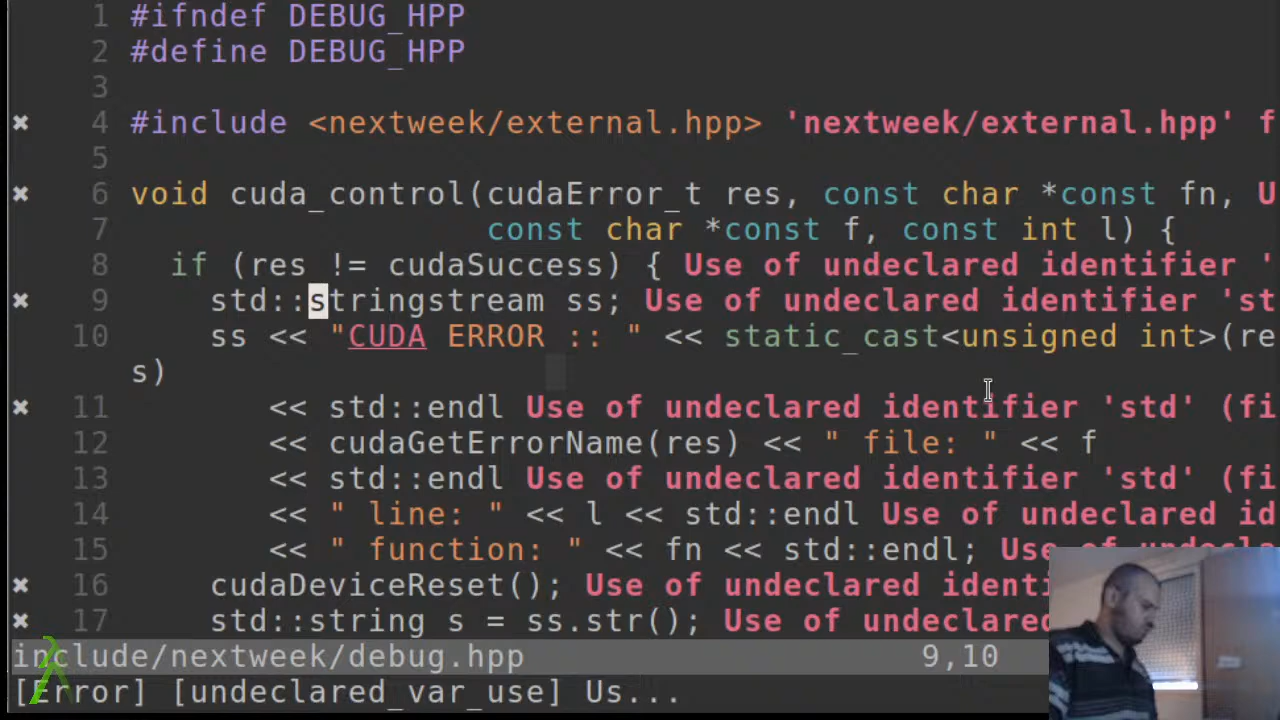 1 #ifndef DEBUG_HPP
2 #define DEBUG_HPP
3
4 #include <nextweek/external.hpp> 'nextweek/external.hpp' f
5
6 void cuda_control(cudaError_t res, const char *const fn, U
7 const char *const f, const int l) {
8 if (res != cudaSuccess) { Use of undeclared identifier '
9 std::stringstream ss; Use of undeclared identifier 'st
10 ss << "CUDA ERROR :: " << static_cast<unsigned int>(re
s)
11 << std::endl Use of undeclared identifier 'std' (fi
12 << cudaGetErrorName(res) << " file: " << f
13 << std::endl Use of undeclared identifier 'std' (fi
14 << " line: " << l << std::endl Use of undeclared id
15 << " function: " << fn << std::endl; Use of undecla
16 cudaDeviceReset(); Use of undeclared identi
17 std::string s = ss.str(); Use of undeclared
include/nextweek/debug.hpp 9,10
[Error] [undeclared_var_use] Us...